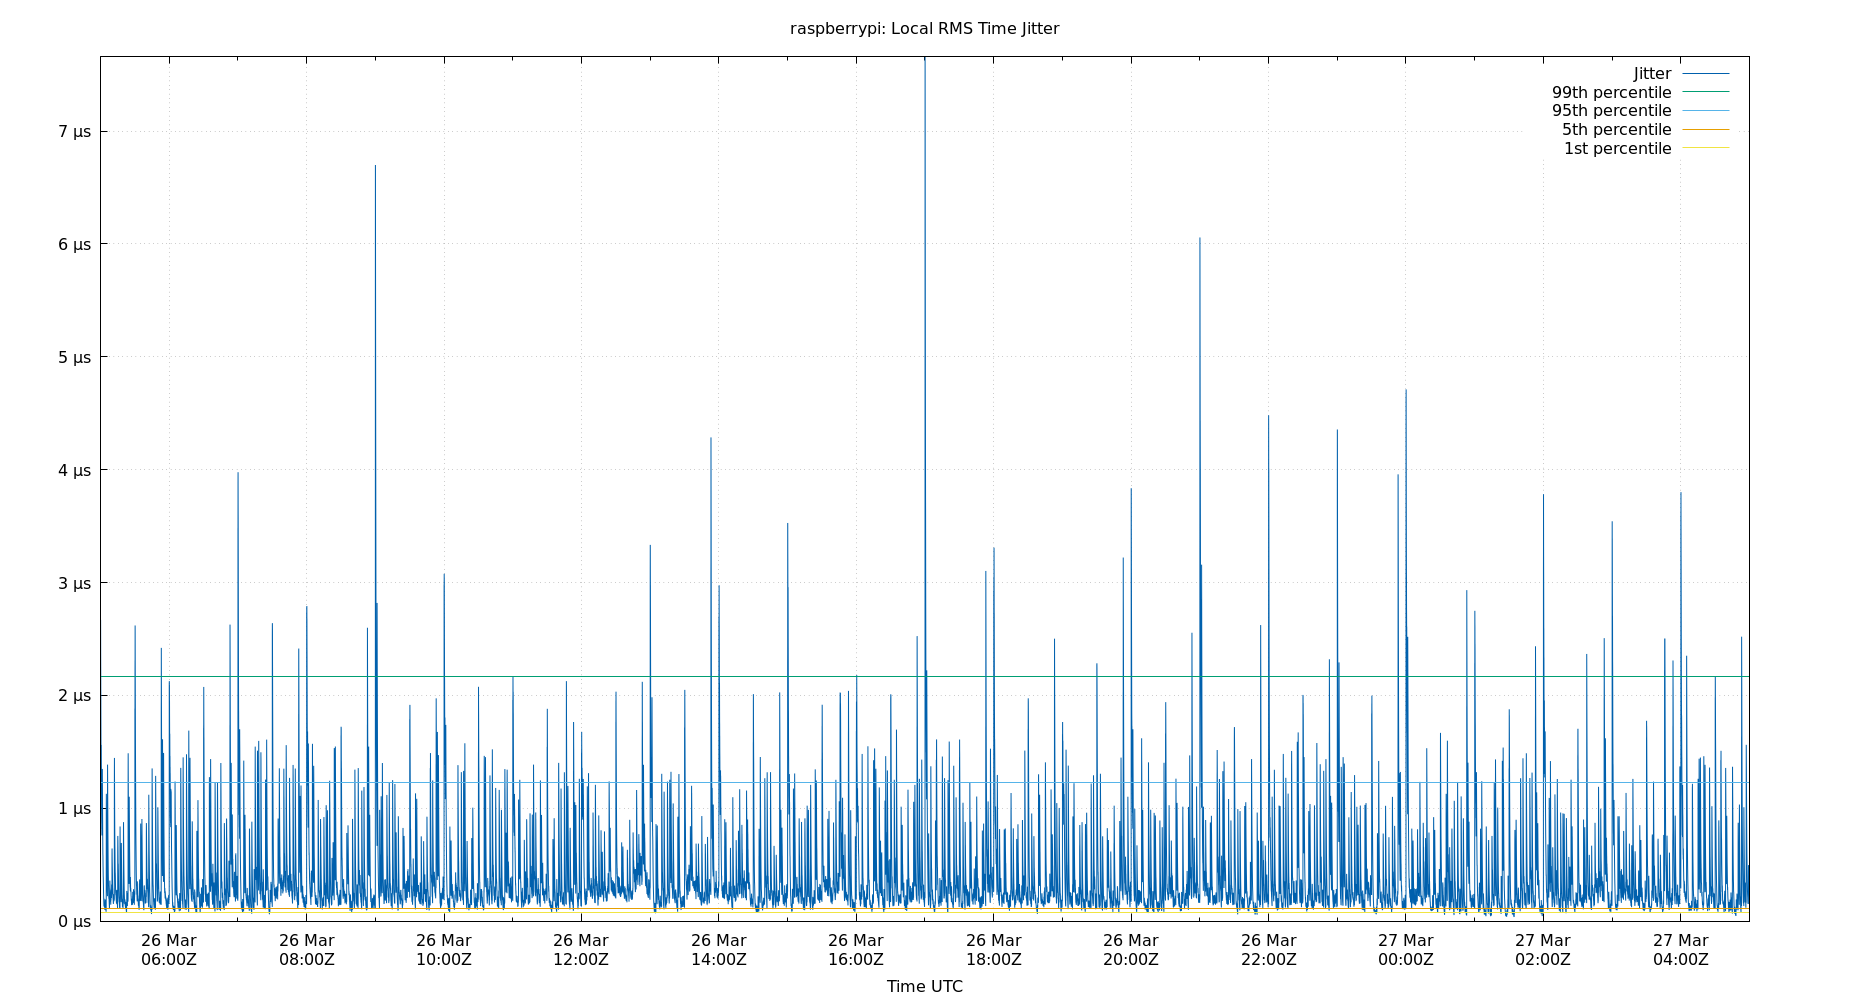 raspberrypi: Local RMS Time Jitter
Jitter
99th percentile
95th percentile
5th percentile
1st percentile
7 µs
6 µs
5 µs
4 µs
3 µs
2 µs
1 µs
0 µs
26 Mar 26 Mar 26 Mar 26 Mar 26 Mar 26 Mar 26 Mar 26 Mar 26 Mar 27 Mar 27 Mar 27 Mar
06:00Z 08:00Z 10:00Z 12:00Z 14:00Z 16:00Z 18:00Z 20:00Z 22:00Z 00:00Z 02:00Z 04:00Z
Time UTC